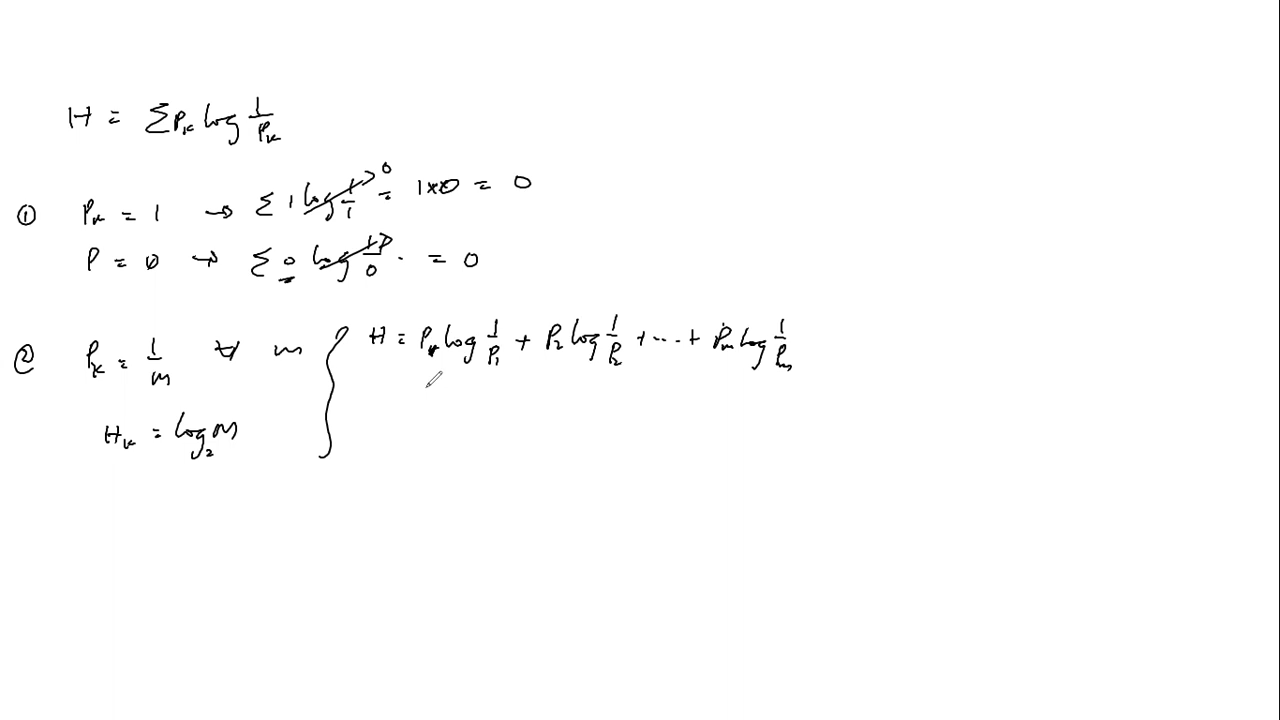 H = Σ P_K log 1/P_K
① P_K = 1 → Σ 1 log 1/1 → 0 = 1×0 = 0
P = 0 → Σ 0 log 1/0 . = 0
② P_K = 1/m ∀ m { H = P_1 log 1/P_1 + P_2 log 1/P_2 + ... + P_m log 1/P_m
H_K = log_2 M